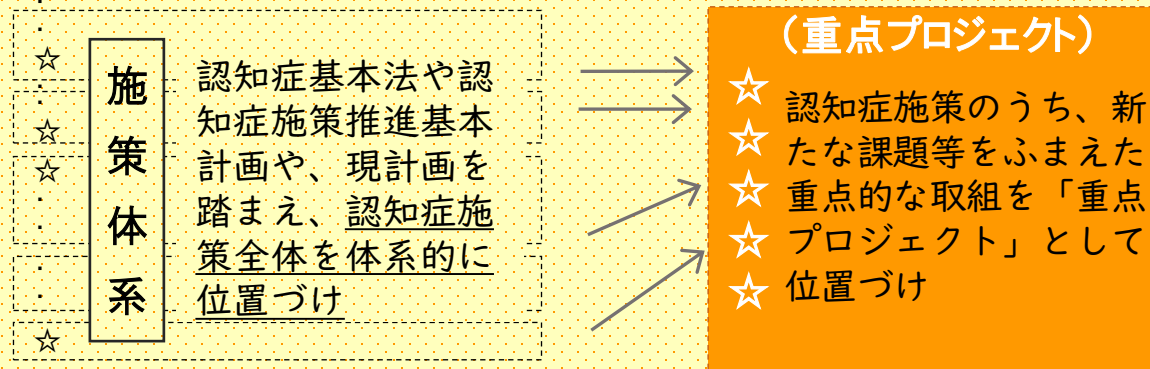 ・
・
☆
・
☆
・
☆
・
・
・
・
☆
施策体系
認知症基本法や認
知症施策推進基本
計画や、現計画を
踏まえ、認知症施
策全体を体系的に
位置づけ
（重点プロジェクト）
☆
☆
☆
☆
☆
認知症施策のうち、新
たな課題等をふまえた
重点的な取組を「重点
プロジェクト」として
位置づけ